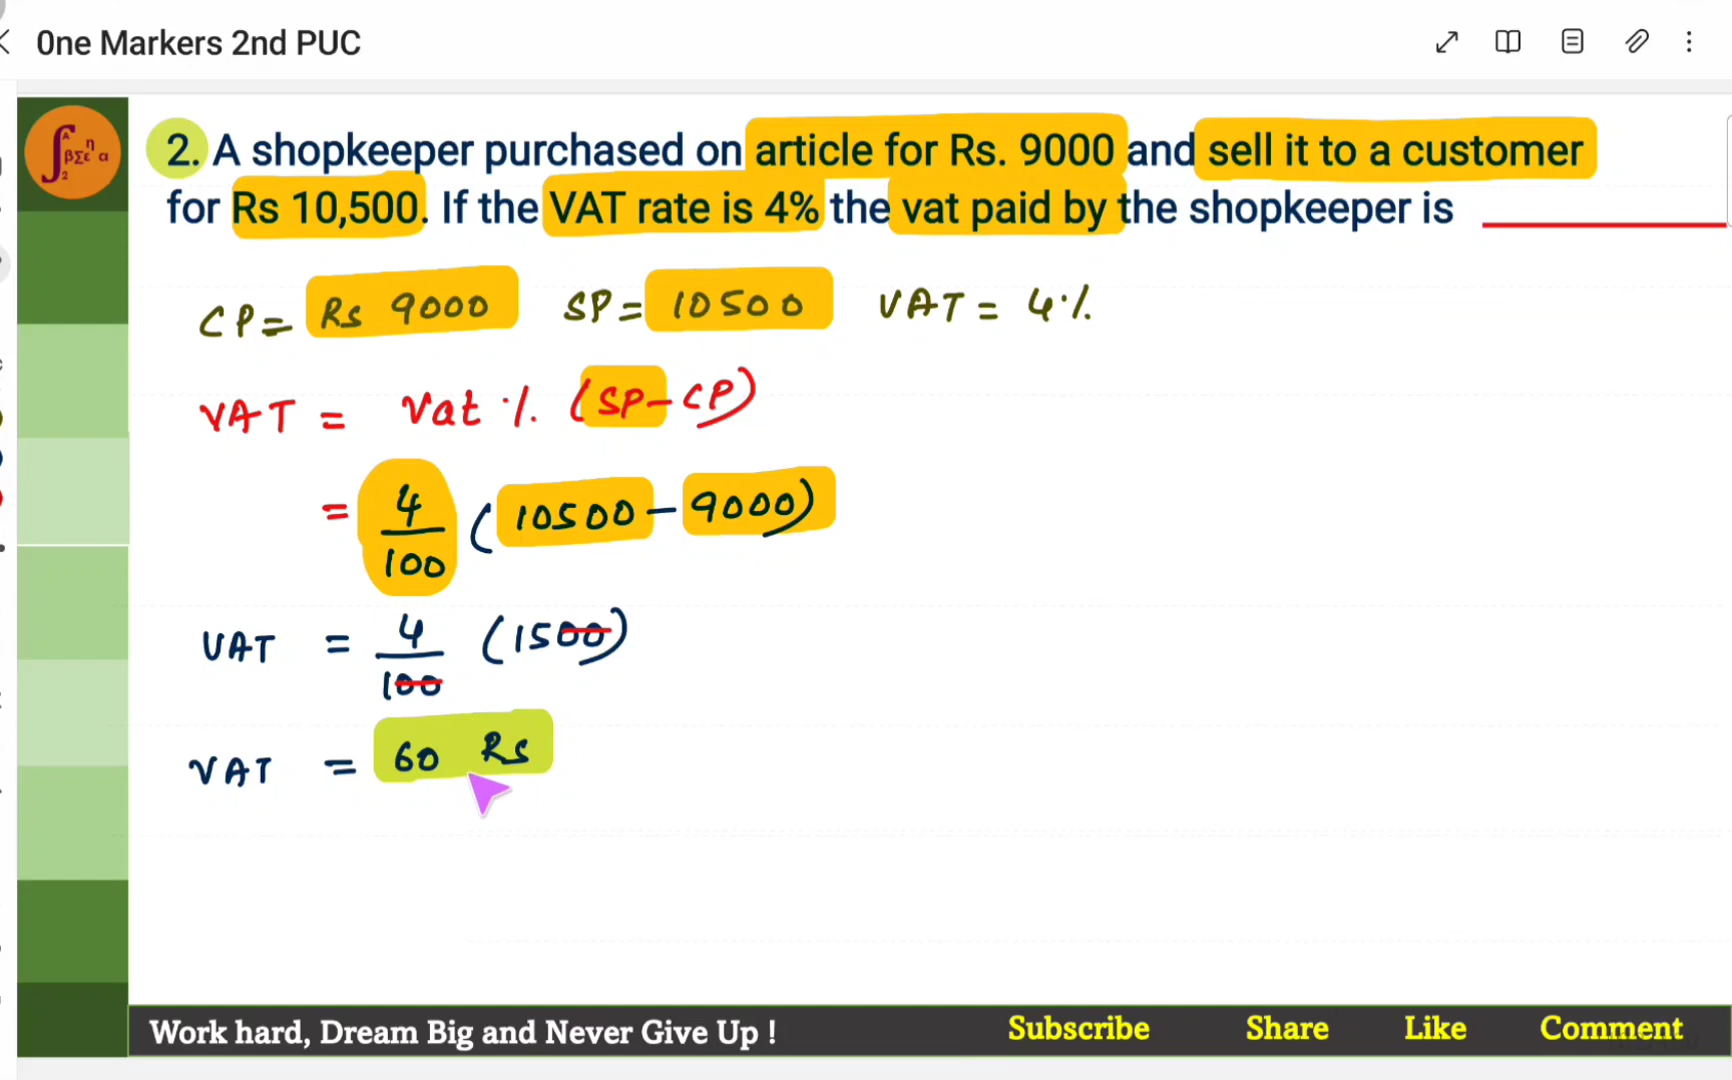 0ne Markers 2nd PUC
2. A shopkeeper purchased on article for Rs. 9000 and sell it to a customer
for Rs 10,500. If the VAT rate is 4% the vat paid by the shopkeeper is
CP= Rs 9000 SP= 10500 VAT = 4%
VAT = Vat % (SP-CP)
= 4/100 (10500-9000)
VAT = 4/100 (1500)
VAT = 60 Rs
Work hard, Dream Big and Never Give Up ! Subscribe Share Like Comment